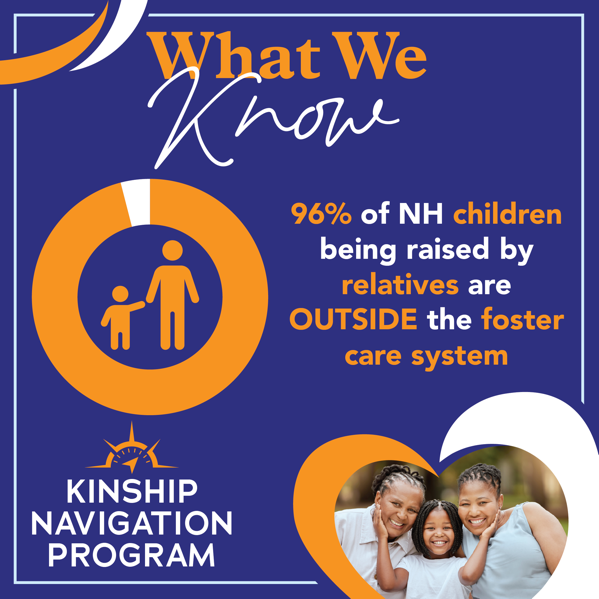 What We
Know
96% of NH children
being raised by
relatives are
OUTSIDE the foster
care system
KINSHIP
NAVIGATION
PROGRAM